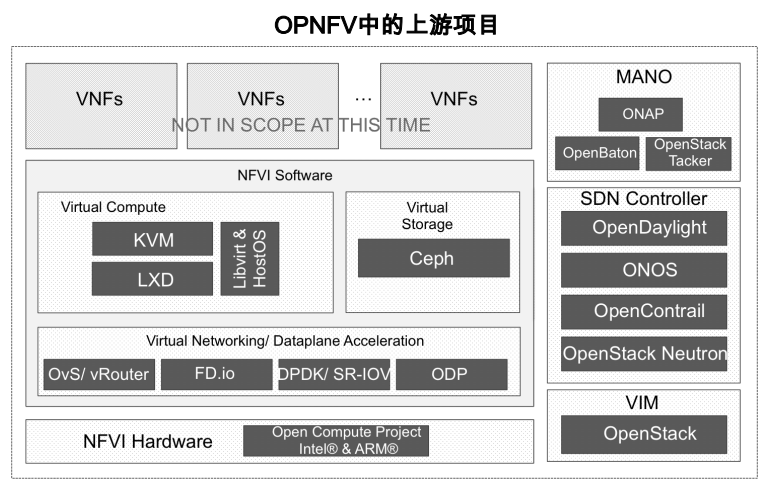 OPNFV中的上游项目
VNFs
VNFs
...
VNFs
NOT IN SCOPE AT THIS TIME
NFVI Software
Virtual Compute
KVM
LXD
Libvirt &
HostOS
Virtual
Storage
Ceph
Virtual Networking/ Dataplane Acceleration
OvS/ vRouter
FD.io
DPDK/ SR-IOV
ODP
NFVI Hardware
Open Compute Project
Intel® & ARM®
MANO
ONAP
OpenBaton
OpenStack
Tacker
SDN Controller
OpenDaylight
ONOS
OpenContrail
OpenStack Neutron
VIM
OpenStack